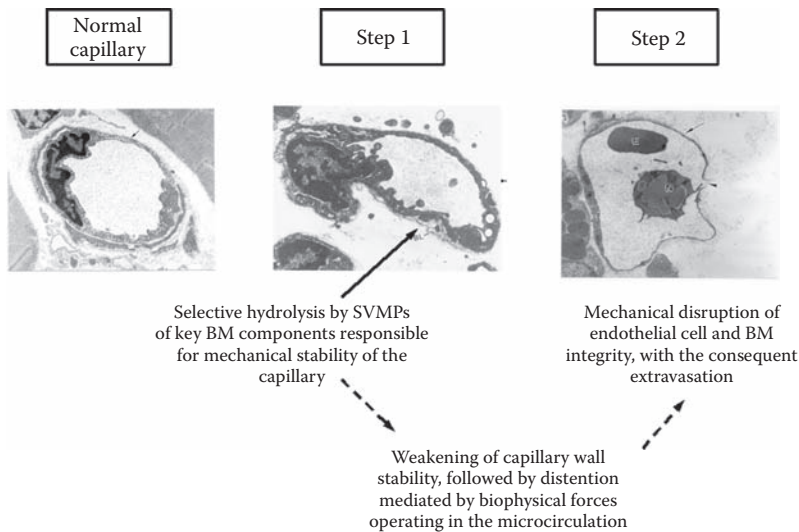 Normal
capillary
Step 1
Step 2
Selective hydrolysis by SVMPs
of key BM components responsible
for mechanical stability of the
capillary
Mechanical disruption of
endothelial cell and BM
integrity, with the consequent
extravasation
Weakening of capillary wall
stability, followed by distention
mediated by biophysical forces
operating in the microcirculation